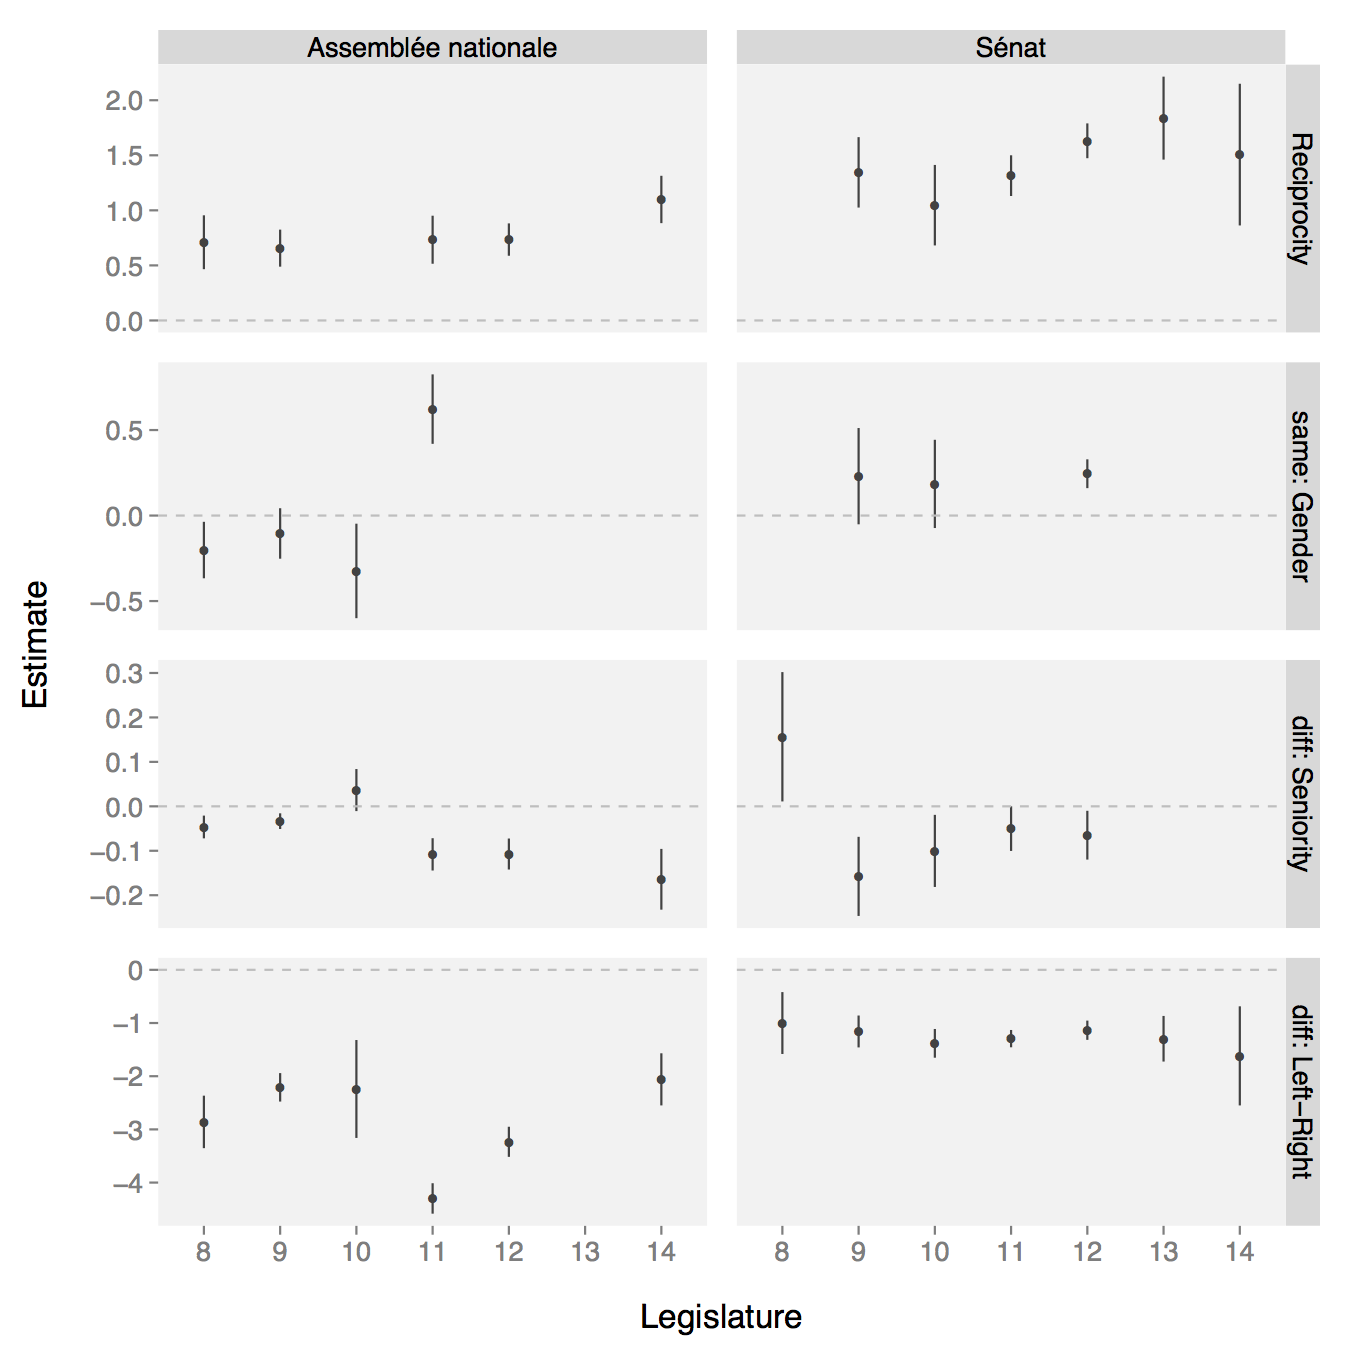 Assemblée nationale
Sénat
2.0
1.5
1.0
0.5
0.0
Reciprocity
0.5
0.0
−0.5
same: Gender
Estimate
0.3
0.2
0.1
0.0
−0.1
−0.2
diff: Seniority
0
−1
−2
−3
−4
diff: Left−Right
8 9 10 11 12 13 14
8 9 10 11 12 13 14
Legislature